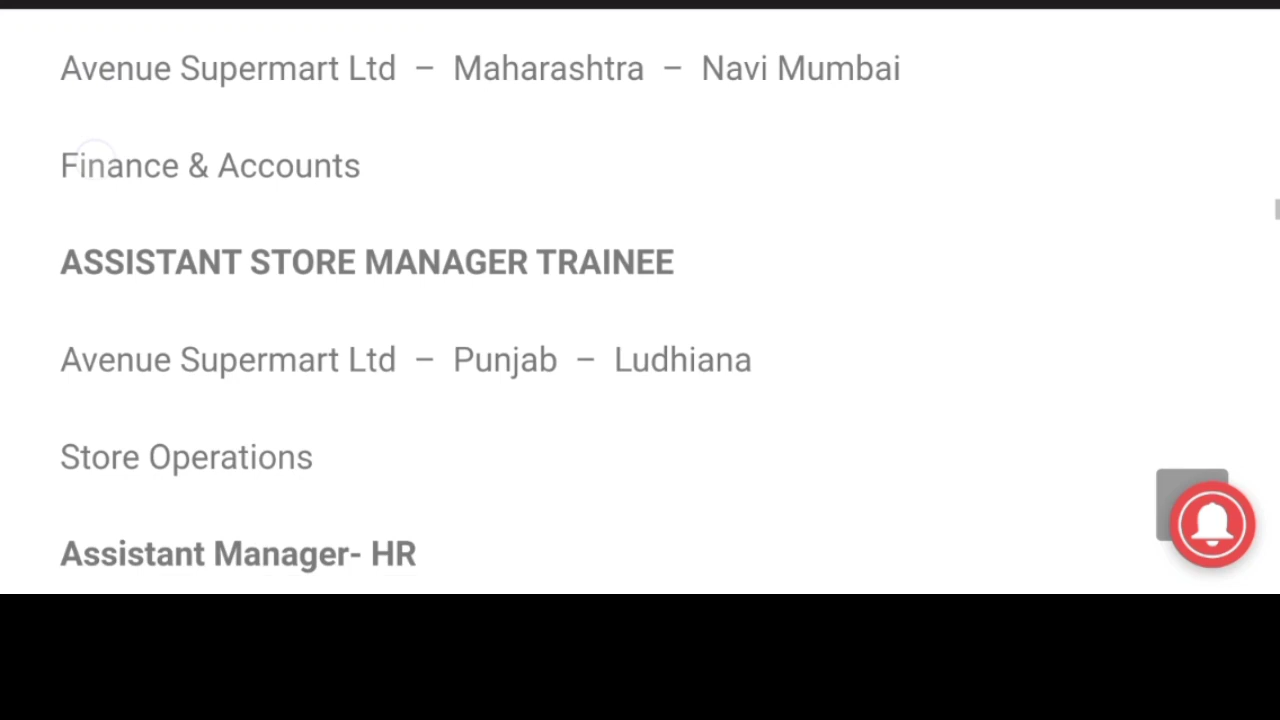 Avenue Supermart Ltd – Maharashtra – Navi Mumbai
Finance & Accounts
ASSISTANT STORE MANAGER TRAINEE
Avenue Supermart Ltd – Punjab – Ludhiana
Store Operations
Assistant Manager- HR